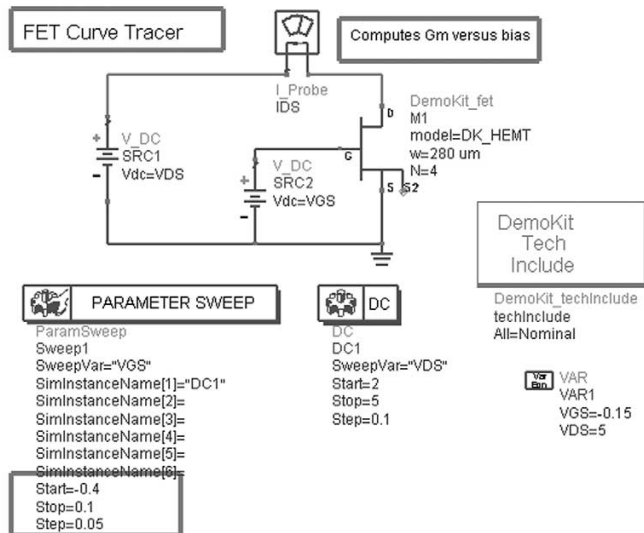 FET Curve Tracer
Computes Gm versus bias
I_Probe
IDS
DemoKit_fet
M1
model=DK_HEMT
w=280 um
N=4
D
G
S
S2
+
V_DC
SRC1
Vdc=VDS
-
+
V_DC
SRC2
Vdc=VGS
-
DemoKit
Tech
Include
DemoKit_techInclude
techInclude
All=Nominal
PARAMETER SWEEP
ParamSweep
Sweep1
SweepVar="VGS"
SimInstanceName[1]="DC1"
SimInstanceName[2]=
SimInstanceName[3]=
SimInstanceName[4]=
SimInstanceName[5]=
SimInstanceName[6]=
Start=-0.4
Stop=0.1
Step=0.05
DC
DC
DC1
SweepVar="VDS"
Start=2
Stop=5
Step=0.1
Var
Eqn
VAR
VAR1
VGS=-0.15
VDS=5